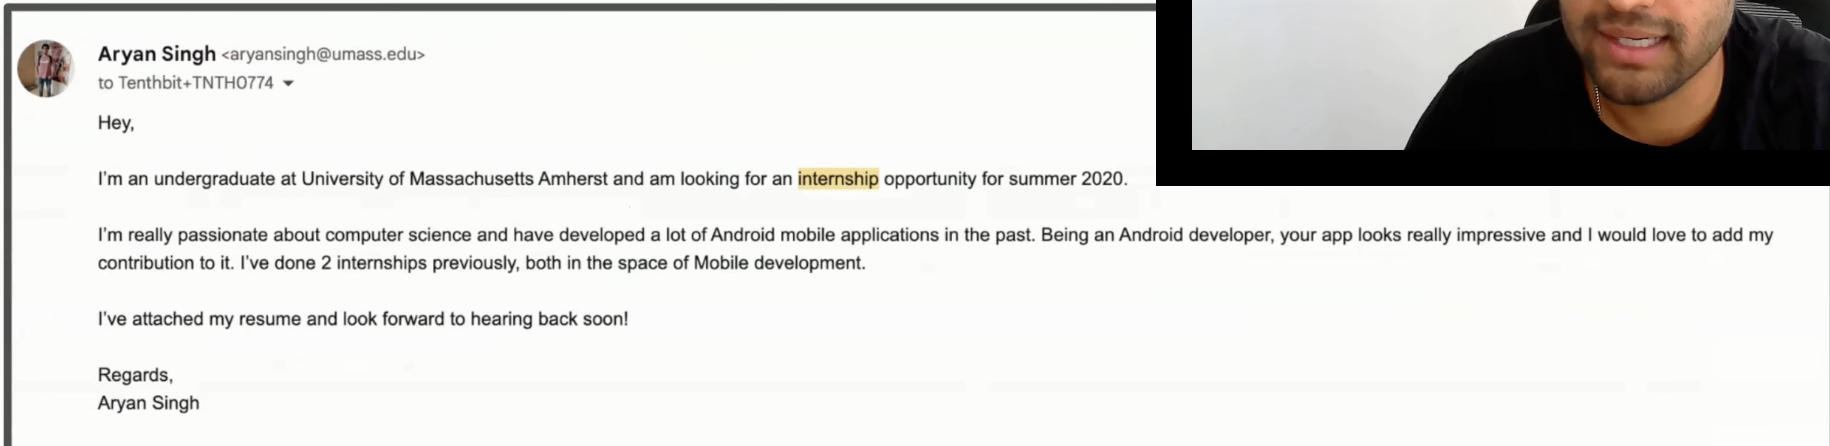 Aryan Singh <aryansingh@umass.edu>
to Tenthbit+TNTH0774
Hey,
I'm an undergraduate at University of Massachusetts Amherst and am looking for an internship opportunity for summer 2020.
I'm really passionate about computer science and have developed a lot of Android mobile applications in the past. Being an Android developer, your app looks really impressive and I would love to add my
contribution to it. I've done 2 internships previously, both in the space of Mobile development.
I've attached my resume and look forward to hearing back soon!
Regards,
Aryan Singh